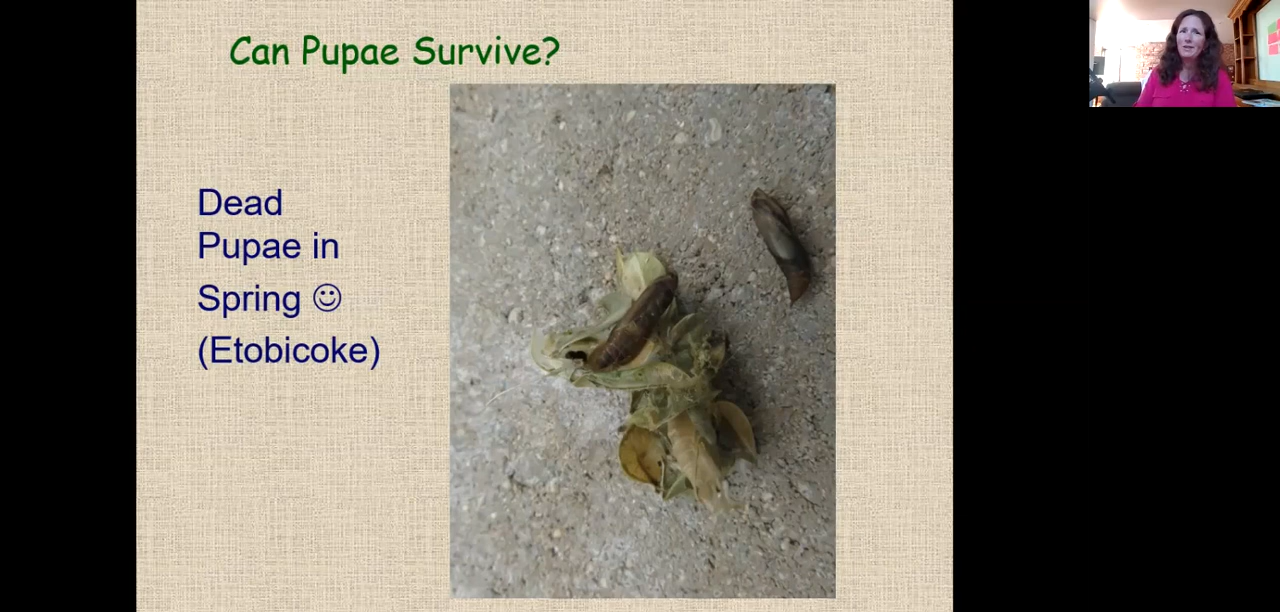 Can Pupae Survive?
Dead
Pupae in
Spring ☺
(Etobicoke)